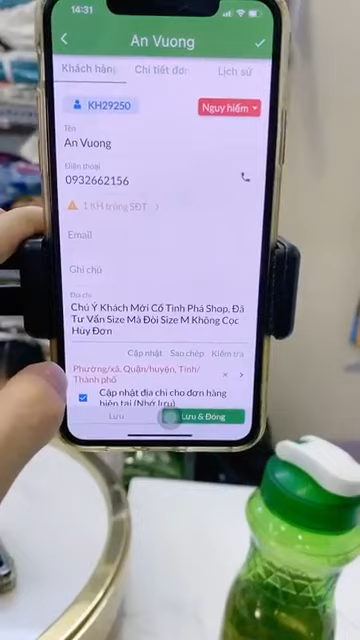 14:31
An Vuong
Khách hàng Chi tiết đơn Lịch sử
KH29250 Nguy hiểm
Tên
An Vuong
Điện thoại
0932662156
1 KH trùng SĐT
Email
Ghi chú
Địa chỉ
Chú Ý Khách Mới Cố Tình Phá Shop, Đã
Tư Vấn Size Mà Đòi Size M Không Cọc
Hủy Đơn
Cập nhật Sao chép Kiểm tra
Phường/xã, Quận/huyện, Tỉnh/
Thành phố
Cập nhật địa chỉ cho đơn hàng
hiện tại (Nhớ lưu)
Lưu Lưu & Đóng